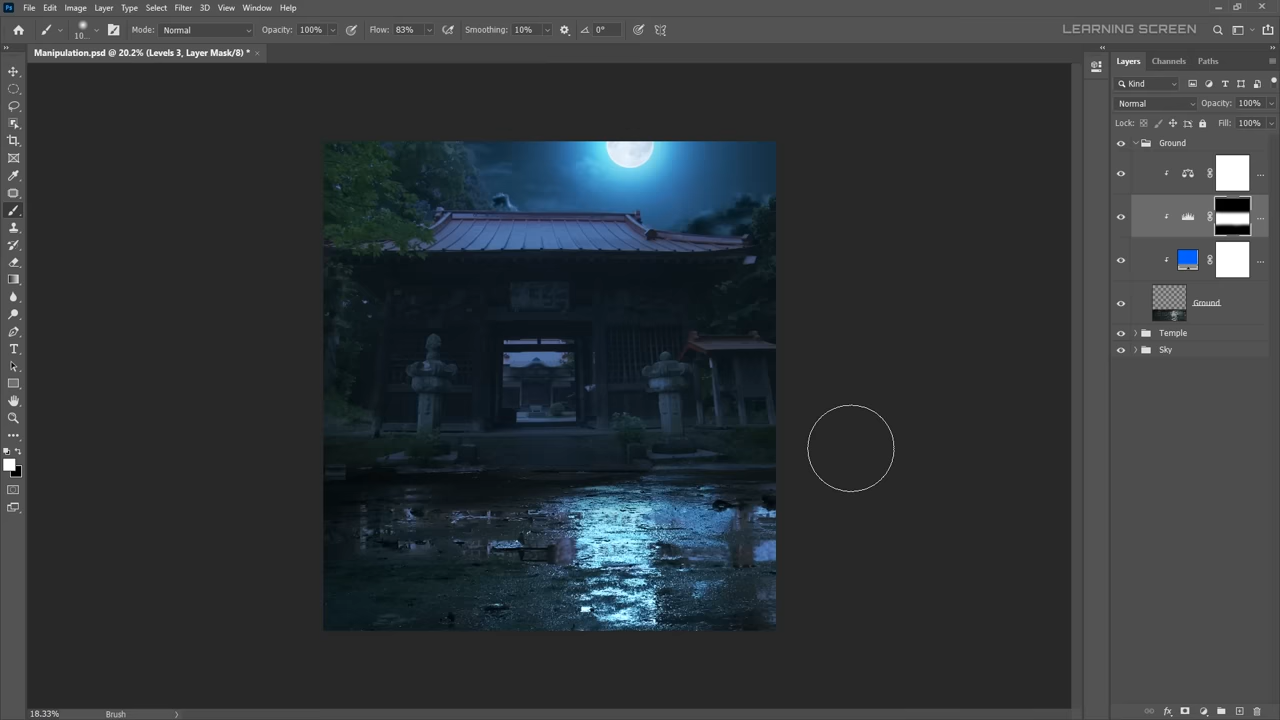 File Edit Image Layer Type Select Filter 3D View Window Help
10... Mode: Normal Opacity: 100% Flow: 83% Smoothing: 10% 0° LEARNING SCREEN
Manipulation.psd @ 20.2% (Levels 3, Layer Mask/8) * ×
Layers Channels Paths
Kind
Normal Opacity: 100%
Lock: Fill: 100%
Ground
Ground
Temple
Sky
18.33% Brush